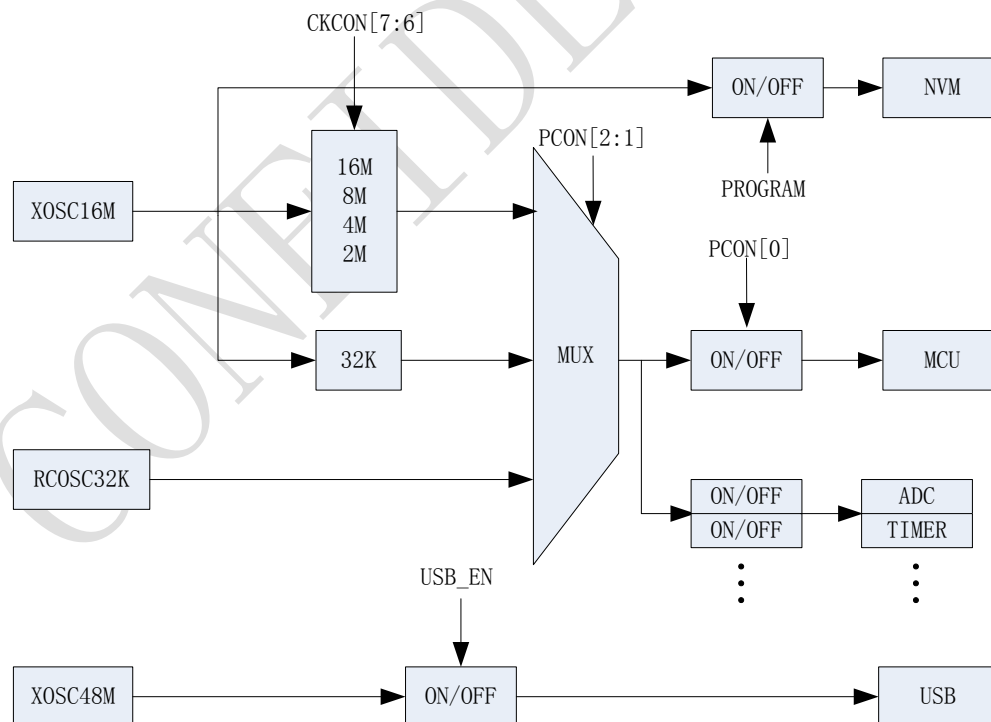 CKCON[7:6]
ON/OFF
NVM
16M
8M
4M
2M
PCON[2:1]
XOSC16M
PROGRAM
PCON[0]
32K
MUX
ON/OFF
MCU
RCOSC32K
ON/OFF
ADC
ON/OFF
TIMER
USB_EN
XOSC48M
ON/OFF
USB
CONFIDE